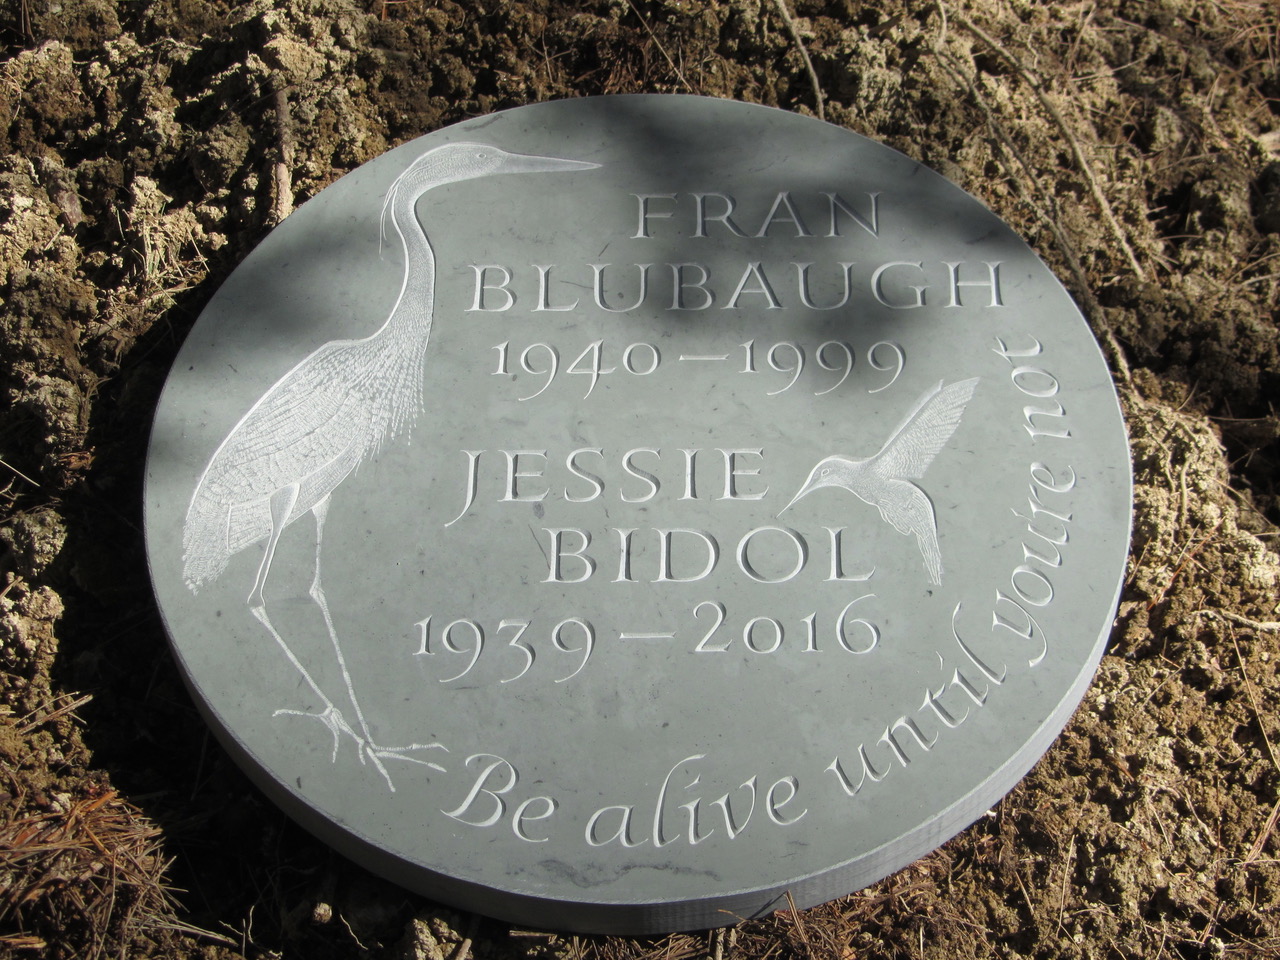 FRAN
BLUBAUGH
1940 – 1999
JESSIE
BIDOL
1939 – 2016
Be alive until you're not